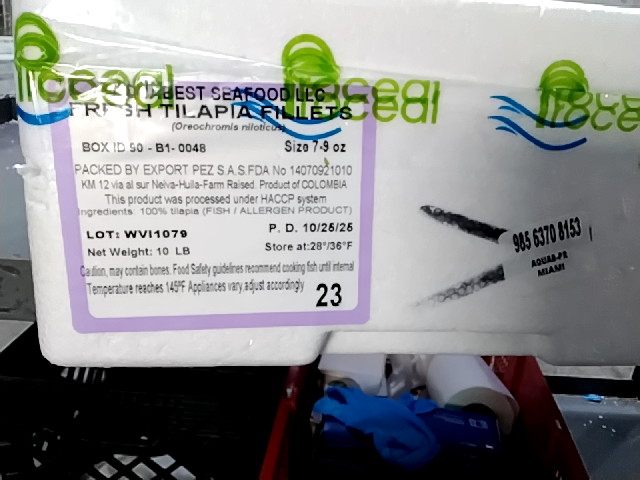 BEST SEAFOOD LLC
FRESH TILAPIA FILLETS
(Oreochromis niloticus)
BOX ID 90 - B1- 0048 Size 7-9 oz
PACKED BY EXPORT PEZ S.A.S.FDA No 14070921010
KM 12 via al sur Neiva-Huila-Farm Raised. Product of COLOMBIA
This product was processed under HACCP system
Ingredients: 100% tilapia (FISH / ALLERGEN PRODUCT)
LOT: WVI1079 P. D. 10/25/25
Net Weight: 10 LB Store at:28°/36°F
Caution, may contain bones. Food Safety guidelines recommend cooking fish until internal
Temperature reaches 145ºF Appliances vary,adjust accordingly
23
985 6370 8153
MIAMI